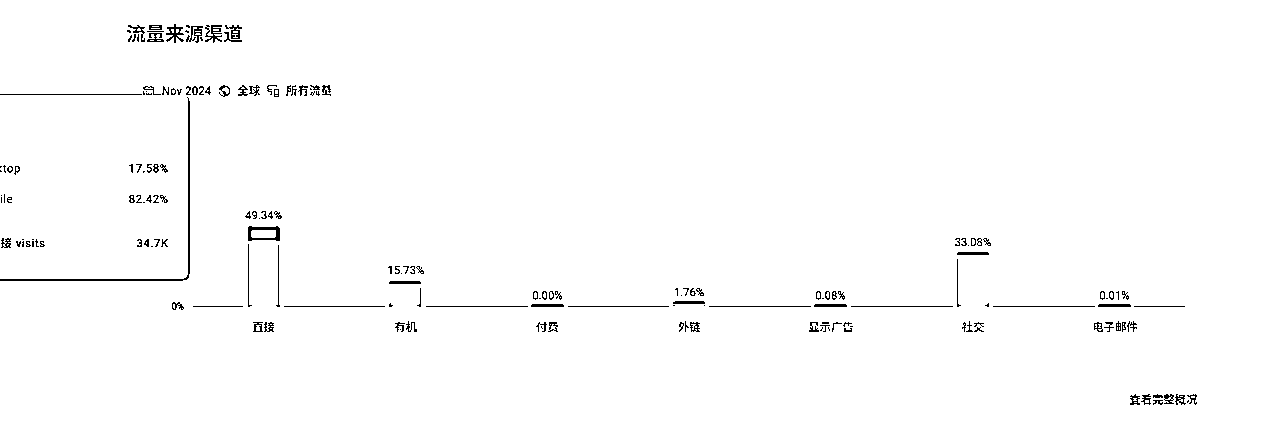 流量来源渠道
Nov 2024 全球 所有流量
ktop 17.58%
ile 82.42%
接 visits 34.7K
49.34%
15.73%
0.00%
1.76%
0.08%
33.08%
0.01%
0%
直接 有机 付费 外链 显示广告 社交 电子邮件
查看完整概况